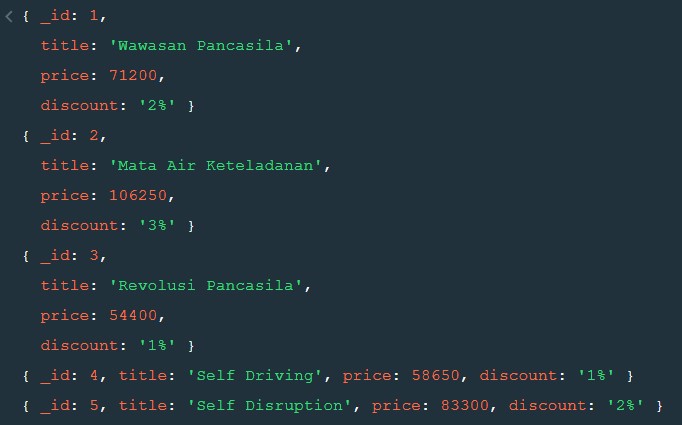 { _id: 1,
title: 'Wawasan Pancasila',
price: 71200,
discount: '2%' }
{ _id: 2,
title: 'Mata Air Keteladanan',
price: 106250,
discount: '3%' }
{ _id: 3,
title: 'Revolusi Pancasila',
price: 54400,
discount: '1%' }
{ _id: 4, title: 'Self Driving', price: 58650, discount: '1%' }
{ _id: 5, title: 'Self Disruption', price: 83300, discount: '2%' }